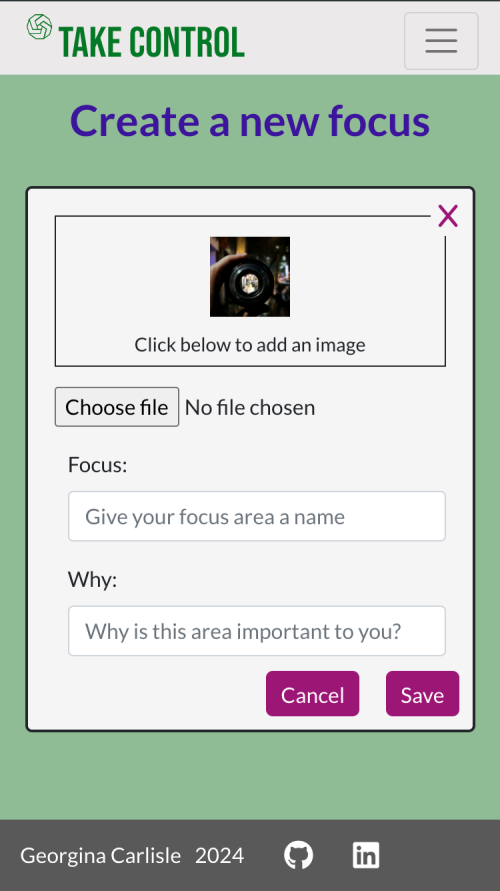 TAKE CONTROL
Create a new focus
X
Click below to add an image
Choose file No file chosen
Focus:
Give your focus area a name
Why:
Why is this area important to you?
Cancel Save
Georgina Carlisle 2024 in